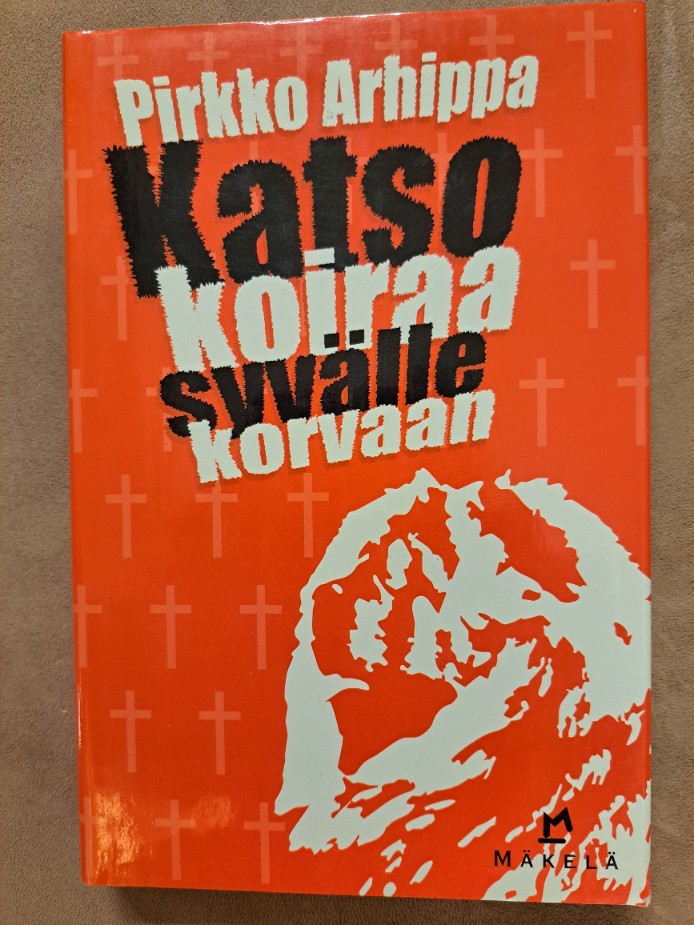 Pirkko Arhippa
Katso
koiraa
syvälle
korvaan
M
MÄKELÄ